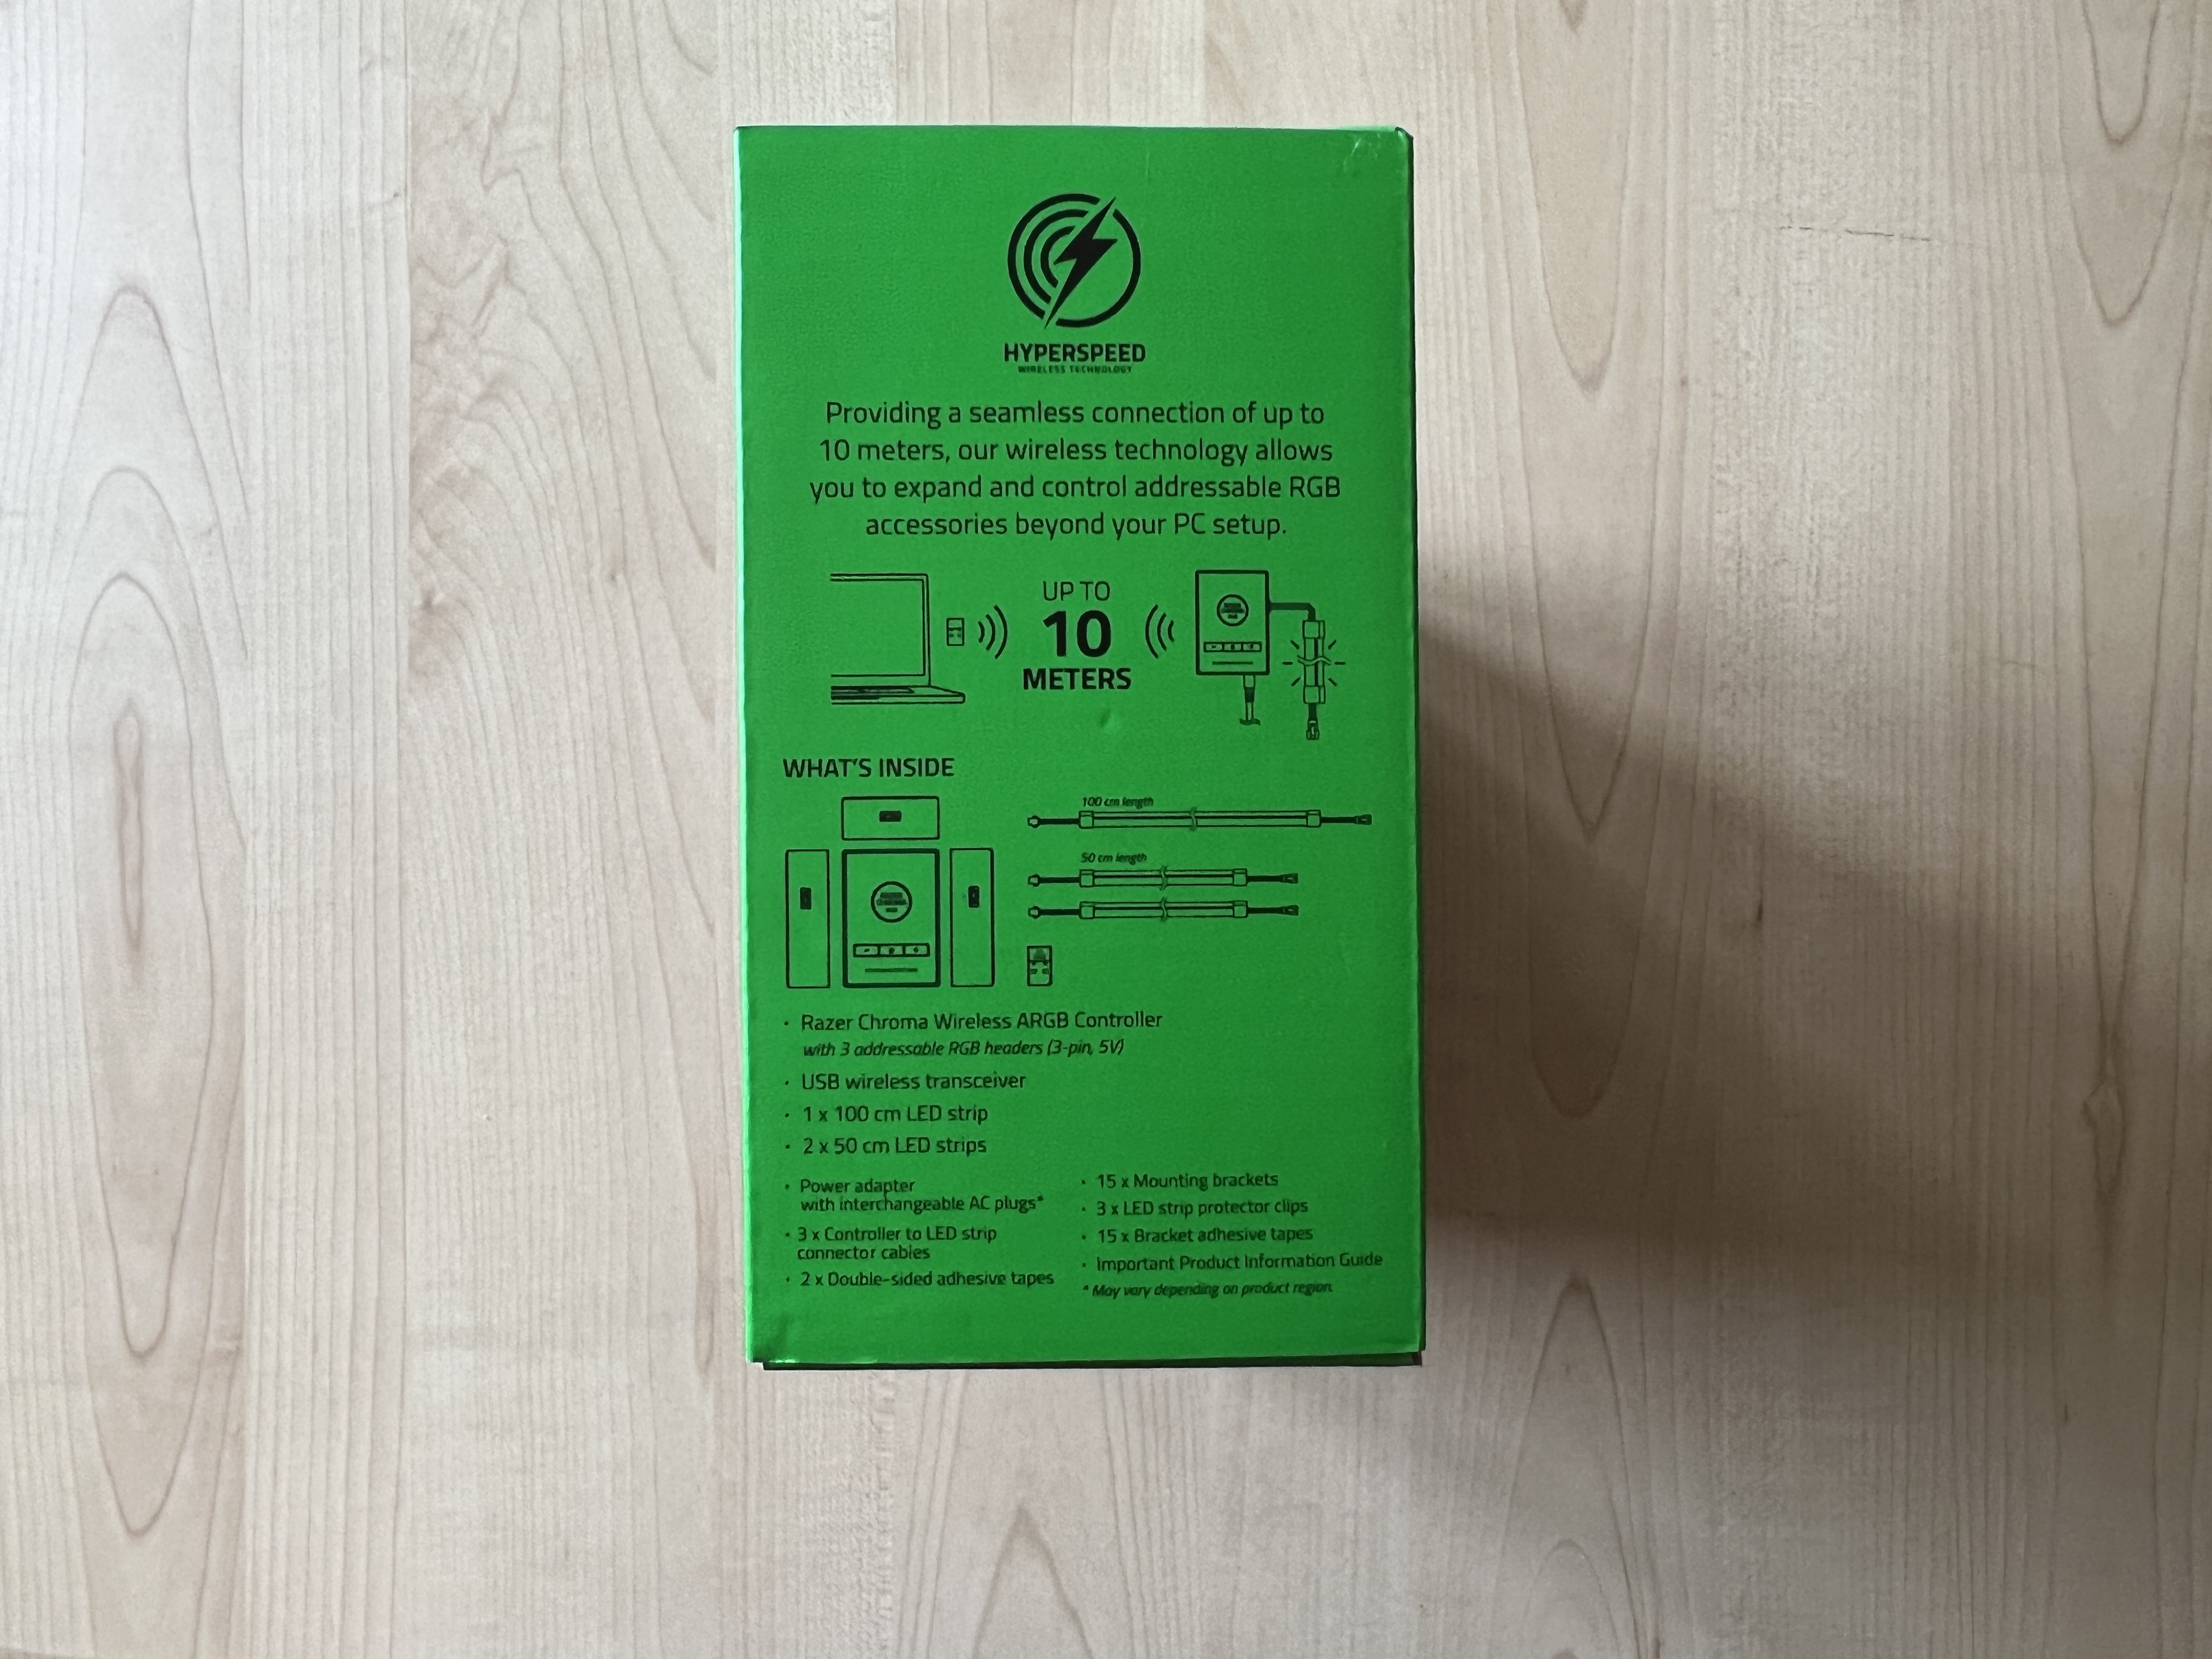 HYPERSPEED
WIRELESS TECHNOLOGY
Providing a seamless connection of up to
10 meters, our wireless technology allows
you to expand and control addressable RGB
accessories beyond your PC setup.
UP TO
10
METERS
WHAT'S INSIDE
100 cm length
50 cm length
· Razer Chroma Wireless ARGB Controller
with 3 addressable RGB headers (3-pin, 5V)
· USB wireless transceiver
· 1 x 100 cm LED strip
· 2 x 50 cm LED strips
· Power adapter
with interchangeable AC plugs*
· 3 x Controller to LED strip
connector cables
· 2 x Double-sided adhesive tapes
· 15 x Mounting brackets
· 3 x LED strip protector clips
· 15 x Bracket adhesive tapes
· Important Product Information Guide
* May vary depending on product region.